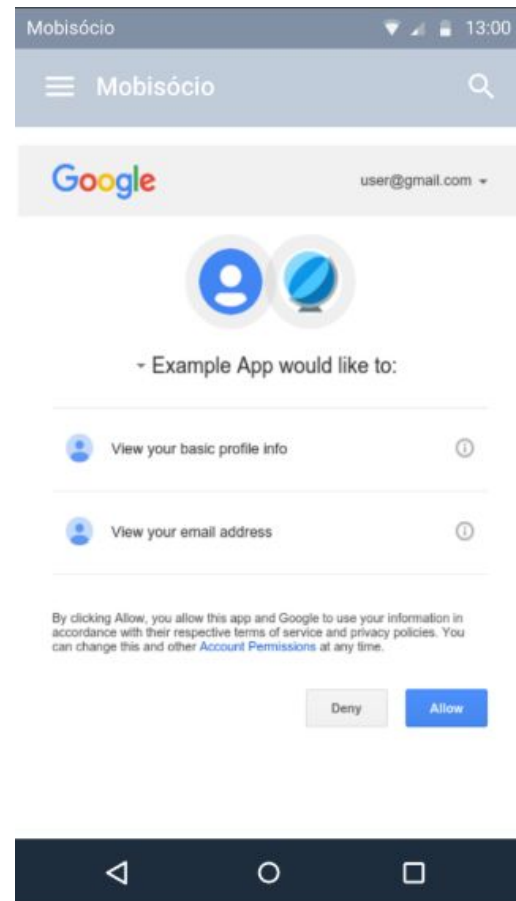 Mobisócio 13:00
Mobisócio
Google user@gmail.com
Example App would like to:
View your basic profile info
View your email address
By clicking Allow, you allow this app and Google to use your information in
accordance with their respective terms of service and privacy policies. You
can change this and other Account Permissions at any time.
Deny Allow